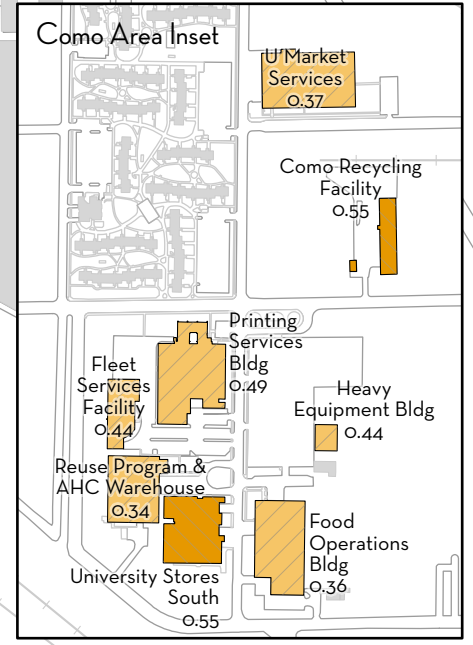 Como Area Inset
U'Market
Services
0.37
Como Recycling
Facility
0.55
Printing
Services
Bldg
0.49
Fleet
Services
Facility
0.44
Heavy
Equipment Bldg
0.44
Reuse Program &
AHC Warehouse
0.34
Food
Operations
Bldg
0.36
University Stores
South
0.55